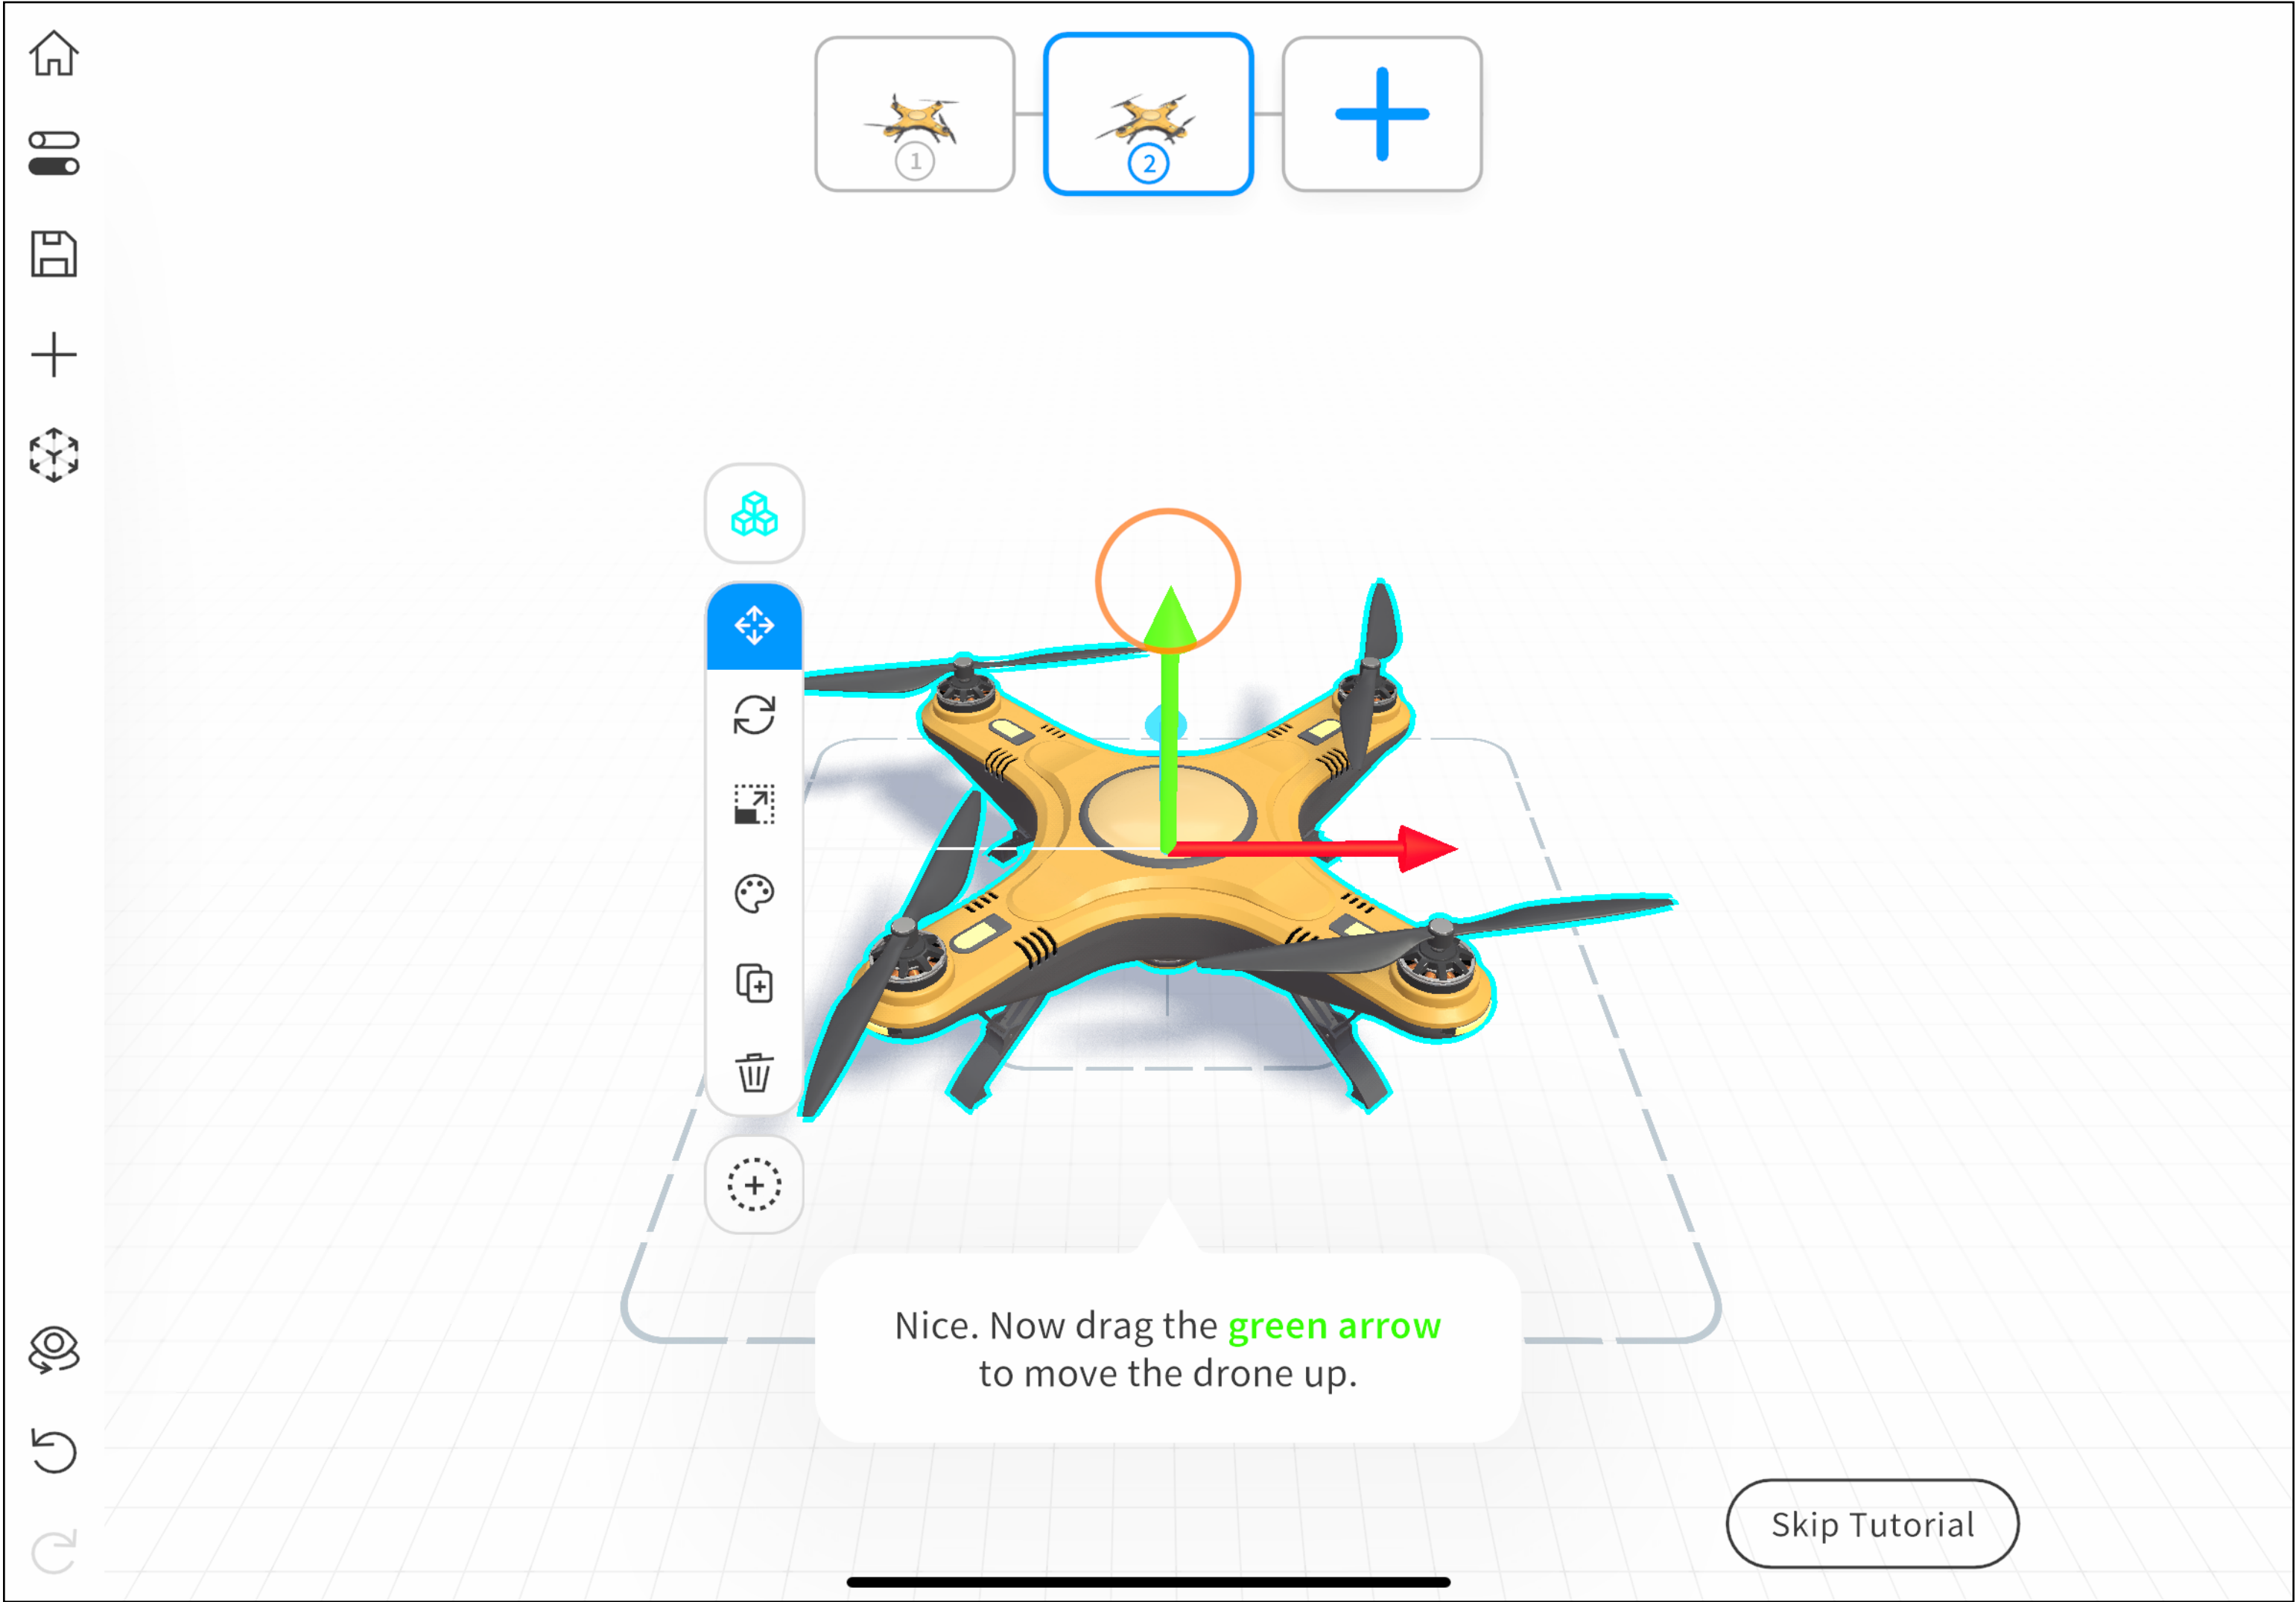 1
2
Nice. Now drag the green arrow
to move the drone up.
Skip Tutorial